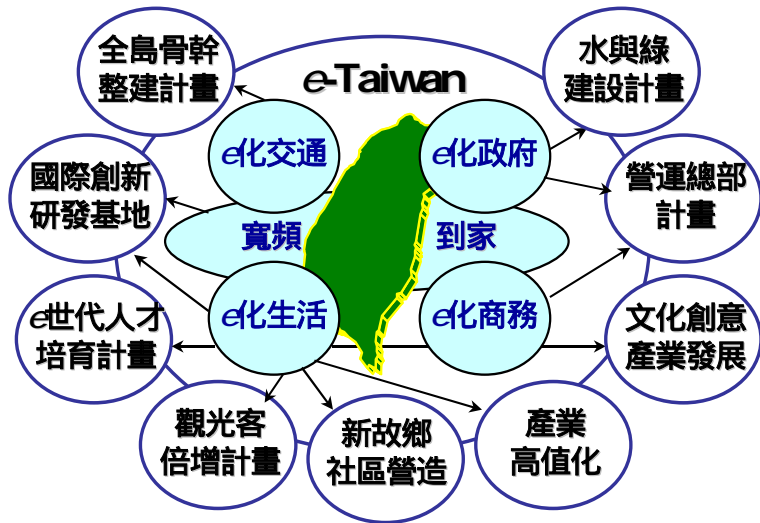 全島骨幹
整建計畫
e-Taiwan
水與綠
建設計畫
e化交通
e化政府
國際創新
研發基地
營運總部
計畫
寬頻
到家
e化生活
e化商務
e世代人才
培育計畫
文化創意
產業發展
觀光客
倍增計畫
新故鄉
社區營造
產業
高值化